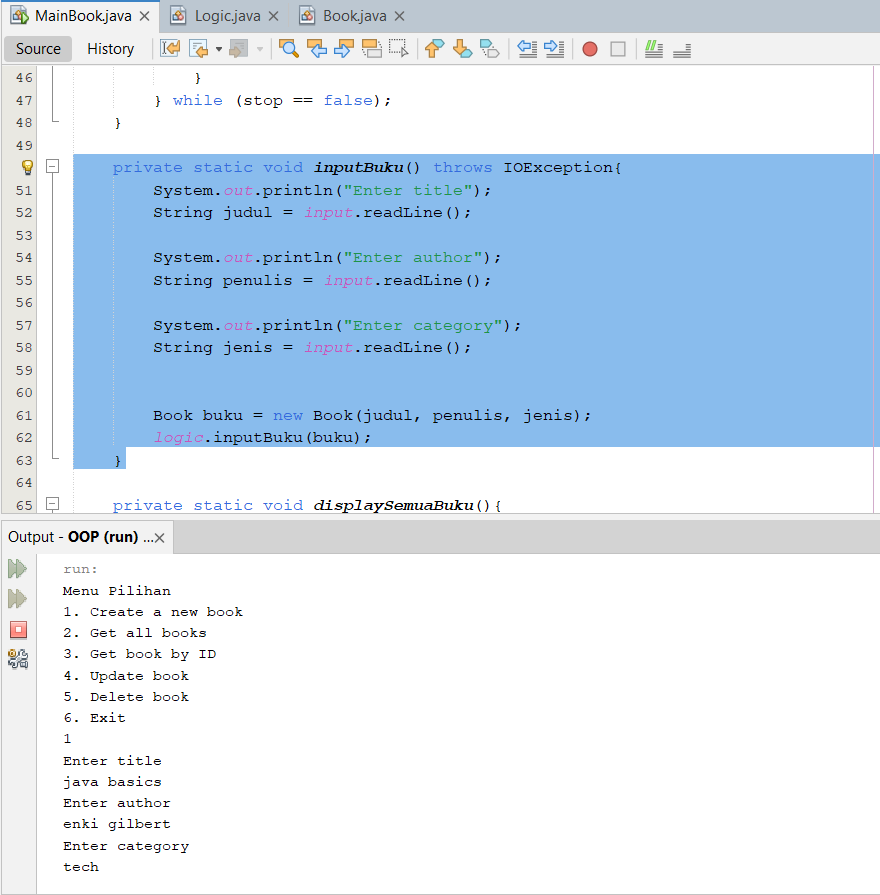 MainBook.java × Logic.java × Book.java ×
Source History
46 }
47 } while (stop == false);
48 }
49
private static void inputBuku() throws IOException{
51 System.out.println("Enter title");
52 String judul = input.readLine();
53
54 System.out.println("Enter author");
55 String penulis = input.readLine();
56
57 System.out.println("Enter category");
58 String jenis = input.readLine();
59
60
61 Book buku = new Book(judul, penulis, jenis);
62 logic.inputBuku(buku);
63 }
64
65 private static void displaySemuaBuku(){
Output - OOP (run) ...×
run:
Menu Pilihan
1. Create a new book
2. Get all books
3. Get book by ID
4. Update book
5. Delete book
6. Exit
1
Enter title
java basics
Enter author
enki gilbert
Enter category
tech